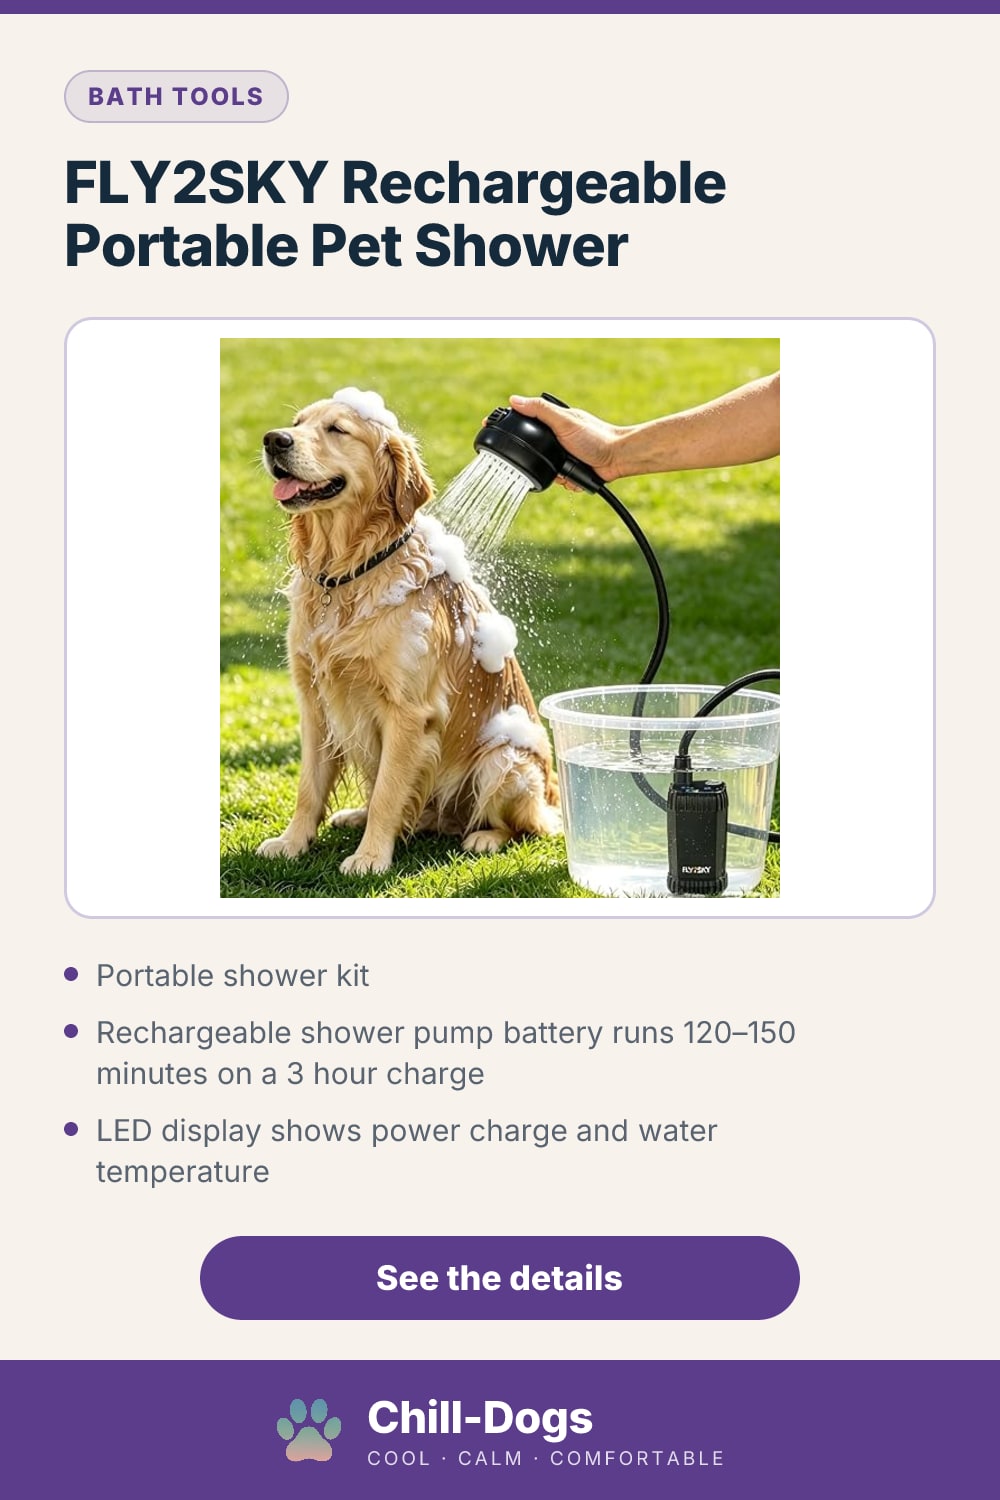 BATH TOOLS
FLY2SKY Rechargeable
Portable Pet Shower
FLY2SKY
Portable shower kit
Rechargeable shower pump battery runs 120–150
minutes on a 3 hour charge
LED display shows power charge and water
temperature
See the details
Chill-Dogs
COOL · CALM · COMFORTABLE